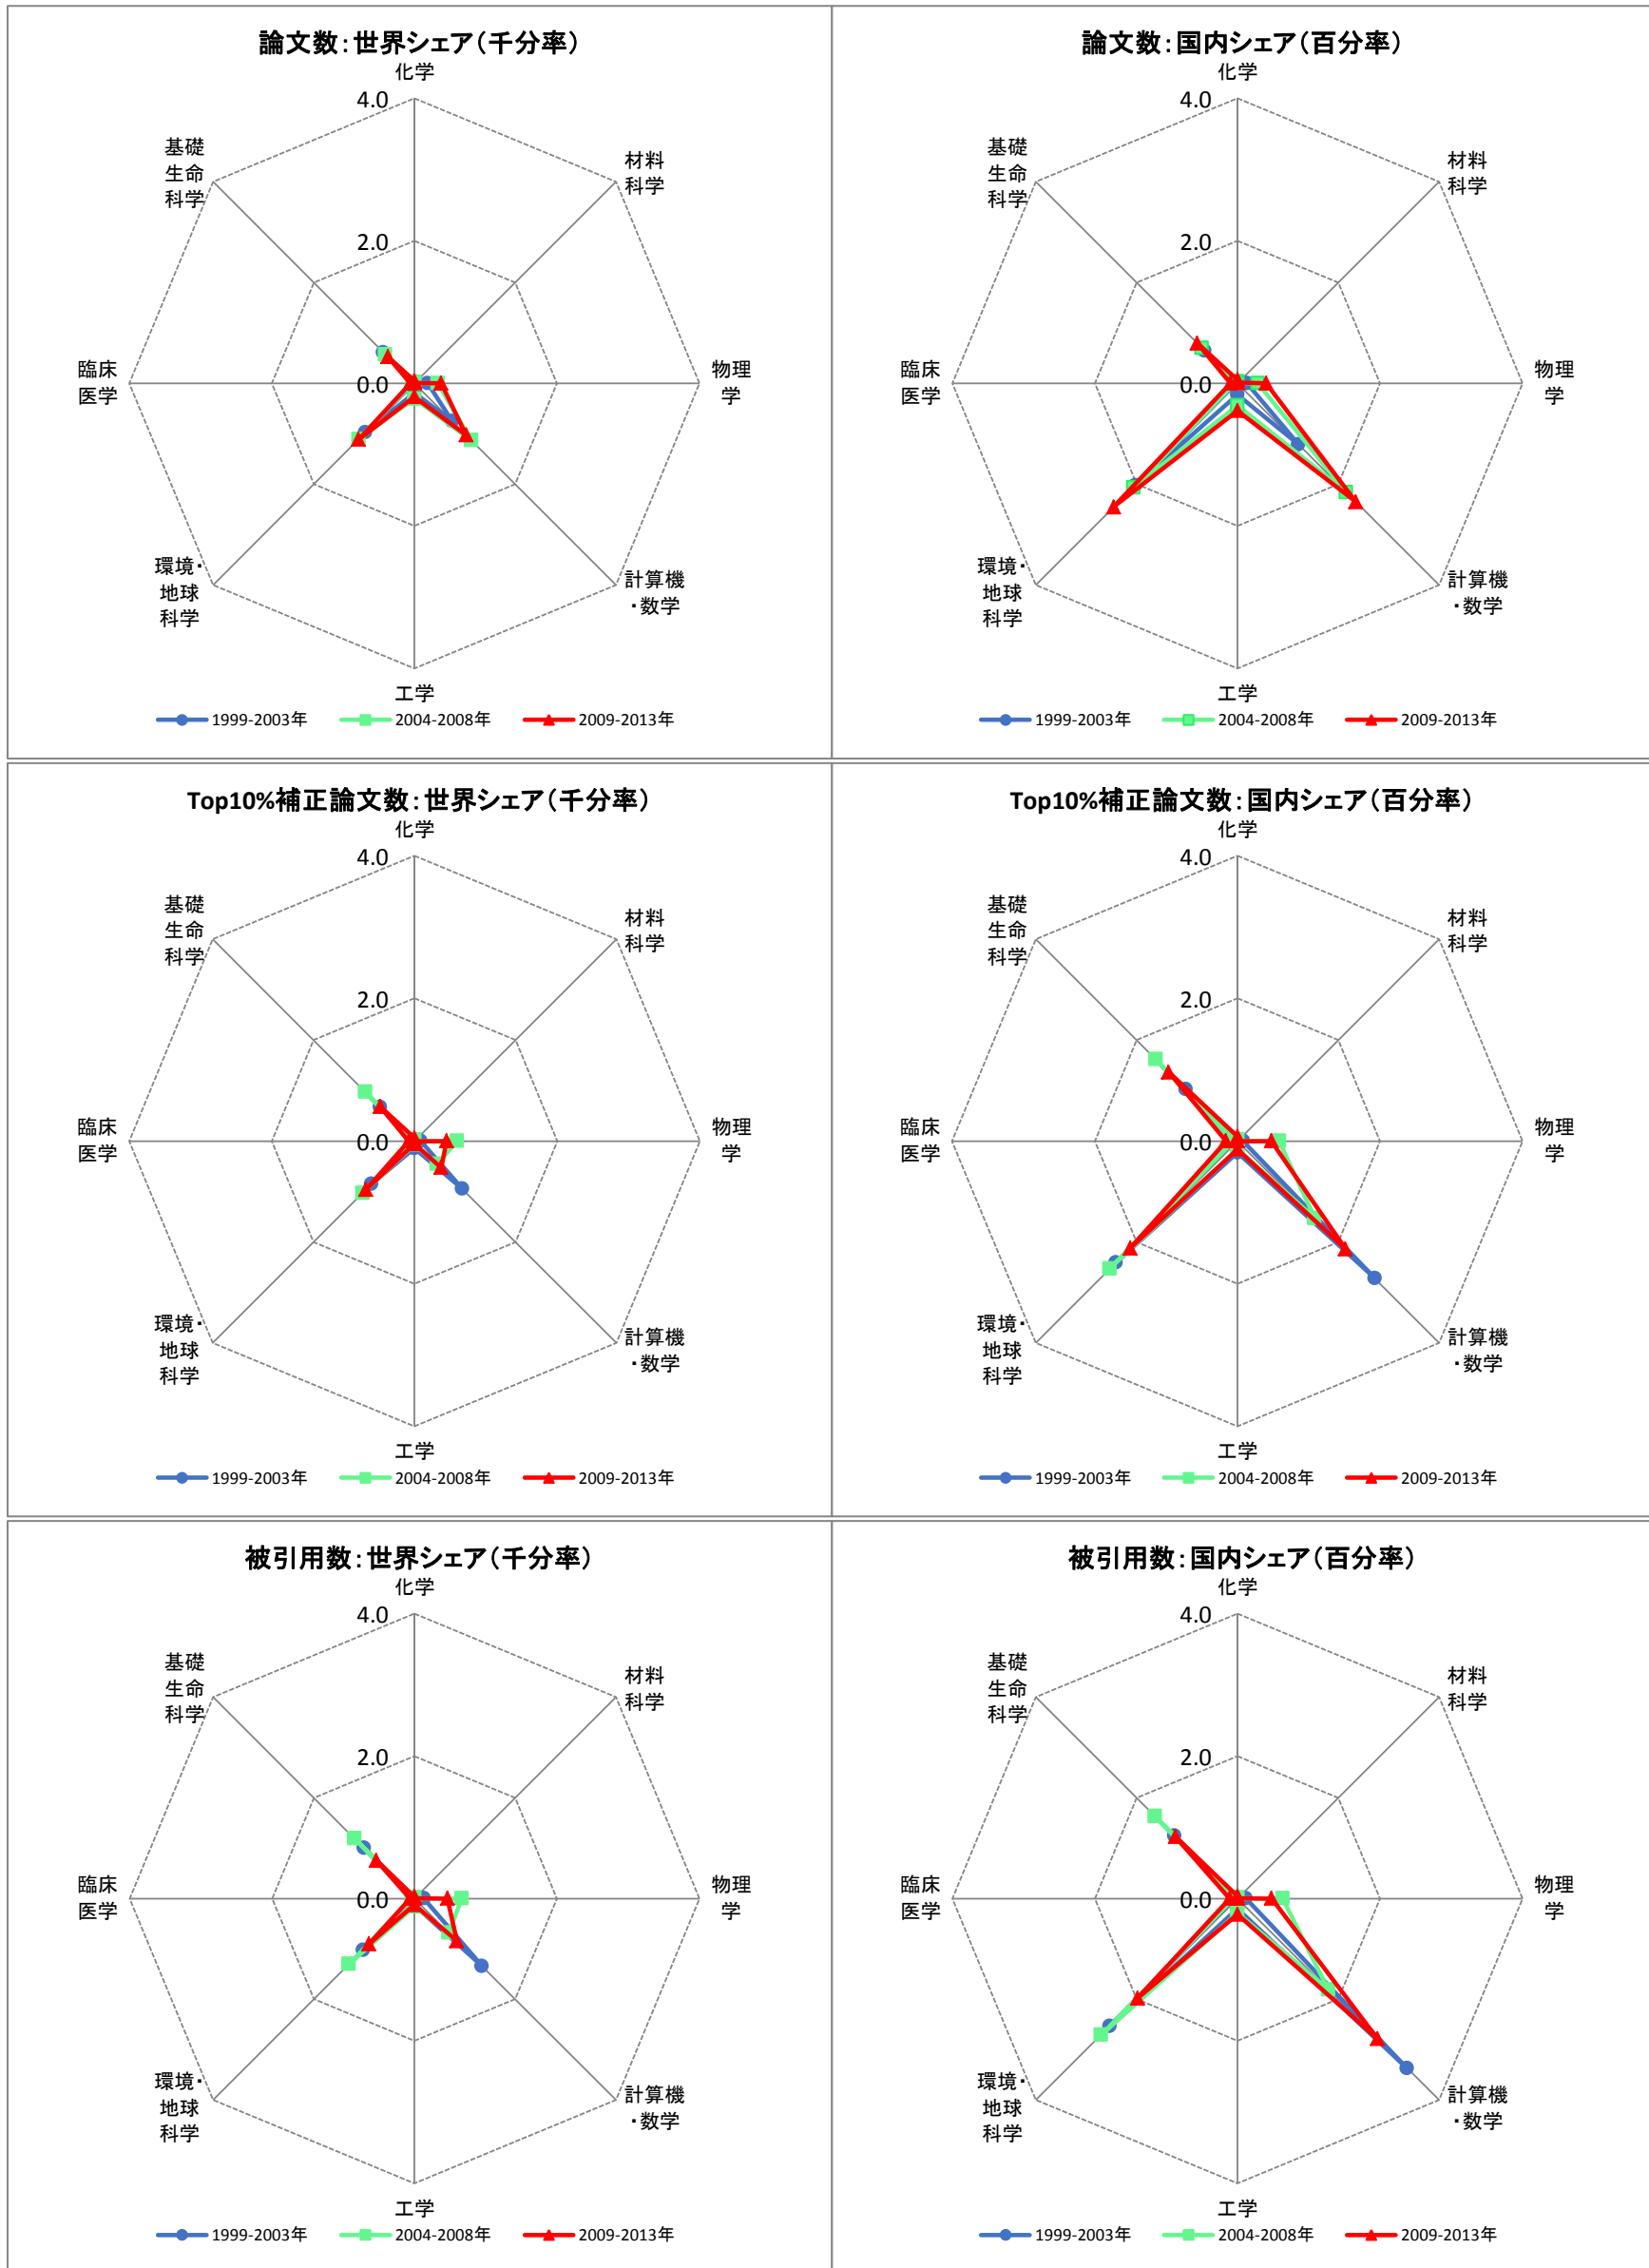 論文数：世界シェア（千分率）
化学
4.0
基礎
生命
科学
材料
科学
2.0
臨床
医学
0.0
物理
学
環境・
地球
科学
計算機
・数学
工学
1999-2003年
2004-2008年
2009-2013年
論文数：国内シェア（百分率）
化学
4.0
基礎
生命
科学
材料
科学
2.0
臨床
医学
0.0
物理
学
環境・
地球
科学
計算機
・数学
工学
1999-2003年
2004-2008年
2009-2013年
Top10%補正論文数：世界シェア（千分率）
化学
4.0
基礎
生命
科学
材料
科学
2.0
臨床
医学
0.0
物理
学
環境・
地球
科学
計算機
・数学
工学
1999-2003年
2004-2008年
2009-2013年
Top10%補正論文数：国内シェア（百分率）
化学
4.0
基礎
生命
科学
材料
科学
2.0
臨床
医学
0.0
物理
学
環境・
地球
科学
計算機
・数学
工学
1999-2003年
2004-2008年
2009-2013年
被引用数：世界シェア（千分率）
化学
4.0
基礎
生命
科学
材料
科学
2.0
臨床
医学
0.0
物理
学
環境・
地球
科学
計算機
・数学
工学
1999-2003年
2004-2008年
2009-2013年
被引用数：国内シェア（百分率）
化学
4.0
基礎
生命
科学
材料
科学
2.0
臨床
医学
0.0
物理
学
環境・
地球
科学
計算機
・数学
工学
1999-2003年
2004-2008年
2009-2013年